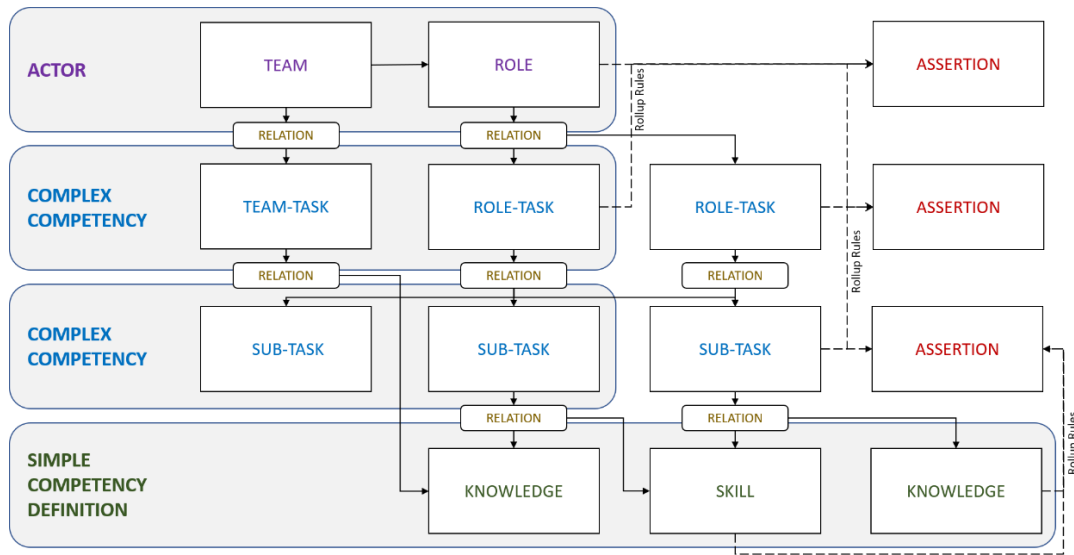 ACTOR
TEAM
ROLE
ASSERTION
Rollup Rules
RELATION
RELATION
COMPLEX
COMPETENCY
TEAM-TASK
ROLE-TASK
ROLE-TASK
ASSERTION
Rollup Rules
RELATION
RELATION
RELATION
COMPLEX
COMPETENCY
SUB-TASK
SUB-TASK
SUB-TASK
ASSERTION
RELATION
RELATION
Rollup Rules
SIMPLE
COMPETENCY
DEFINITION
KNOWLEDGE
SKILL
KNOWLEDGE